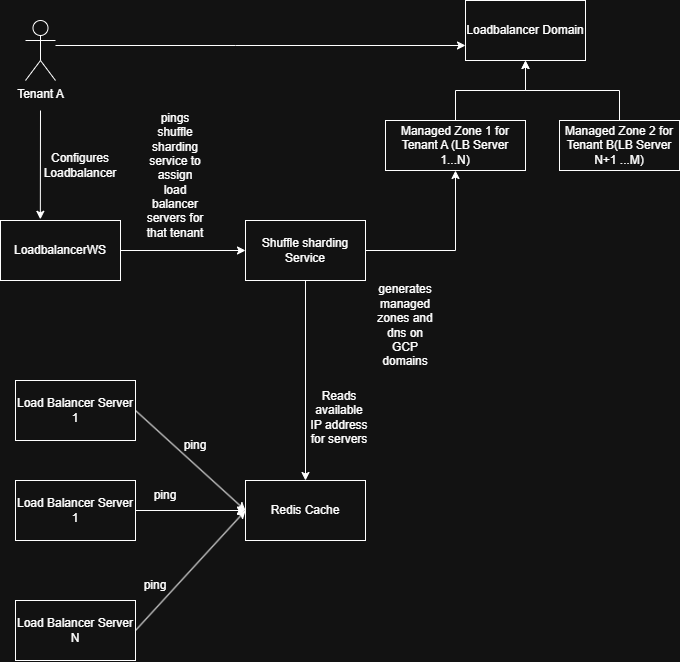 Loadbalancer Domain
Tenant A
Managed Zone 1 for
Tenant A (LB Server
1...N)
Managed Zone 2 for
Tenant B(LB Server
N+1 ...M)
Configures
Loadbalancer
pings
shuffle
sharding
service to
assign
load
balancer
servers for
that tenant
LoadbalancerWS
Shuffle sharding
Service
generates
managed
zones and
dns on
GCP
domains
Reads
available
IP address
for servers
Load Balancer Server
1
ping
Load Balancer Server
1
ping
Redis Cache
ping
Load Balancer Server
N